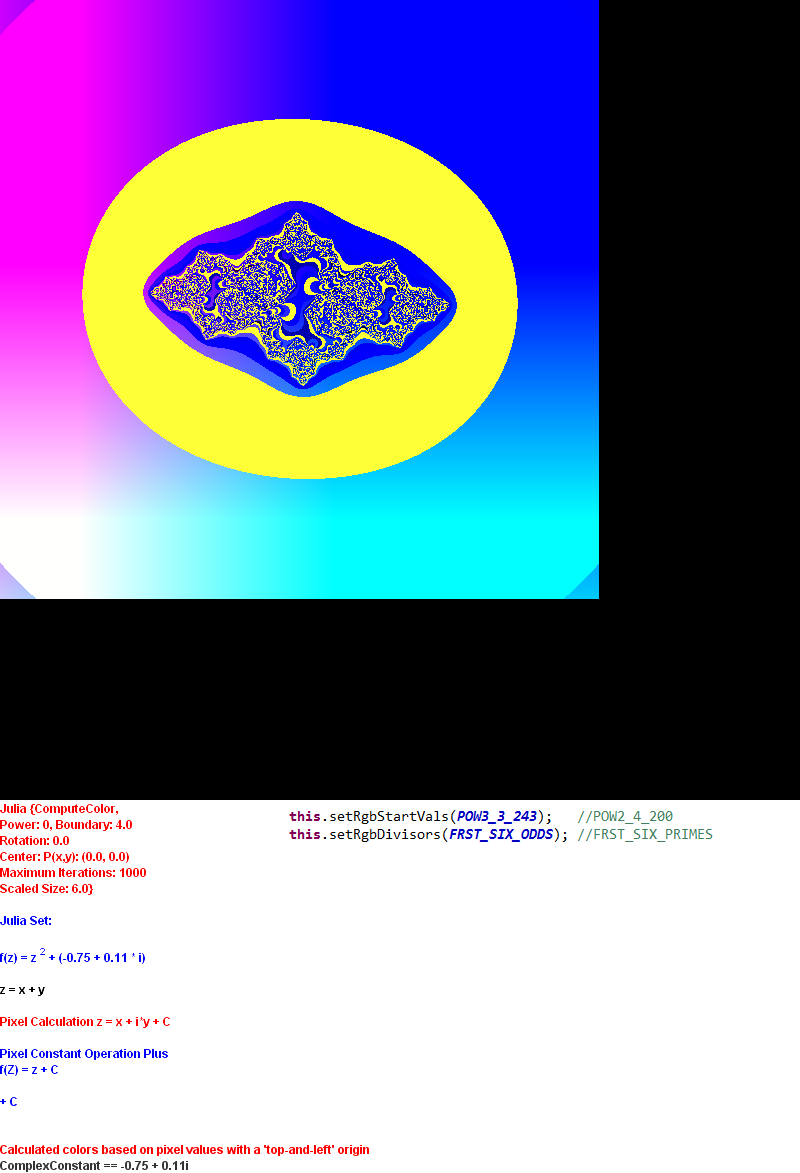 Julia {ComputeColor,
Power: 0, Boundary: 4.0
Rotation: 0.0
Center: P(x,y): (0.0, 0.0)
Maximum Iterations: 1000
Scaled Size: 6.0}
this.setRgbStartVals(POW3_3_243); //POW2_4_200
this.setRgbDivisors(FRST_SIX_ODDS); //FRST_SIX_PRIMES
Julia Set:
f(z) = z 2 + (-0.75 + 0.11 * i)
z = x + y
Pixel Calculation z = x + i*y + C
Pixel Constant Operation Plus
f(Z) = z + C
+ C
Calculated colors based on pixel values with a 'top-and-left' origin
ComplexConstant == -0.75 + 0.11i